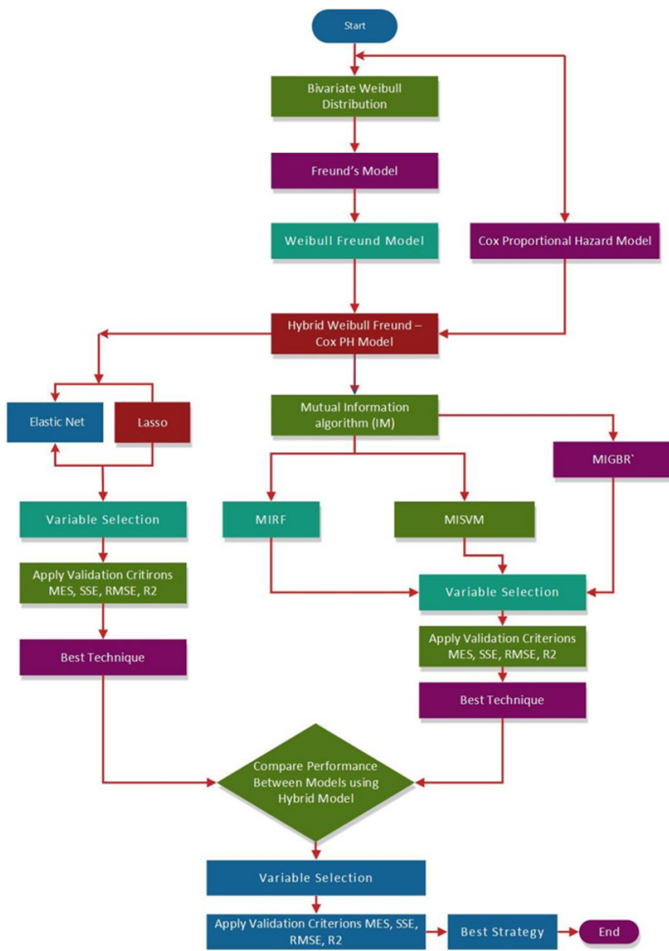 Start
Bivariate Weibull
Distribution
Freund's Model
Weibull Freund Model
Cox Proportional Hazard Model
Hybrid Weibull Freund –
Cox PH Model
Elastic Net
Lasso
Mutual Information
algorithm (IM)
MIGBR`
Variable Selection
MIRF
MISVM
Apply Validation Critirons
MES, SSE, RMSE, R2
Variable Selection
Apply Validation Criterions
MES, SSE, RMSE, R2
Best Technique
Best Technique
Compare Performance
Between Models using
Hybrid Model
Variable Selection
Apply Validation Criterions MES, SSE,
RMSE, R2
Best Strategy
End